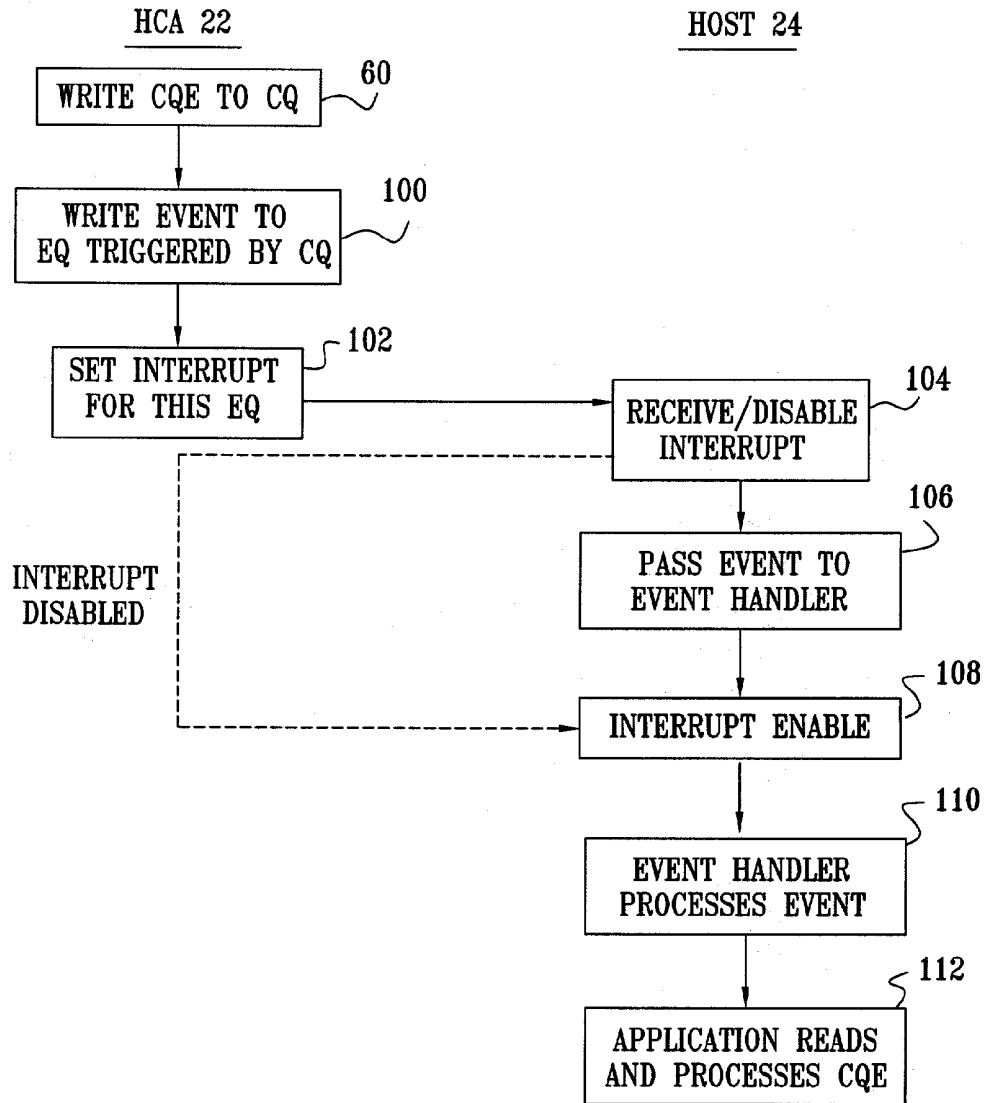 HCA 22
HOST 24
WRITE CQE TO CQ
60
WRITE EVENT TO
EQ TRIGGERED BY CQ
100
SET INTERRUPT
FOR THIS EQ
102
RECEIVE/DISABLE
INTERRUPT
104
PASS EVENT TO
EVENT HANDLER
106
INTERRUPT
DISABLED
INTERRUPT ENABLE
108
EVENT HANDLER
PROCESSES EVENT
110
APPLICATION READS
AND PROCESSES CQE
112